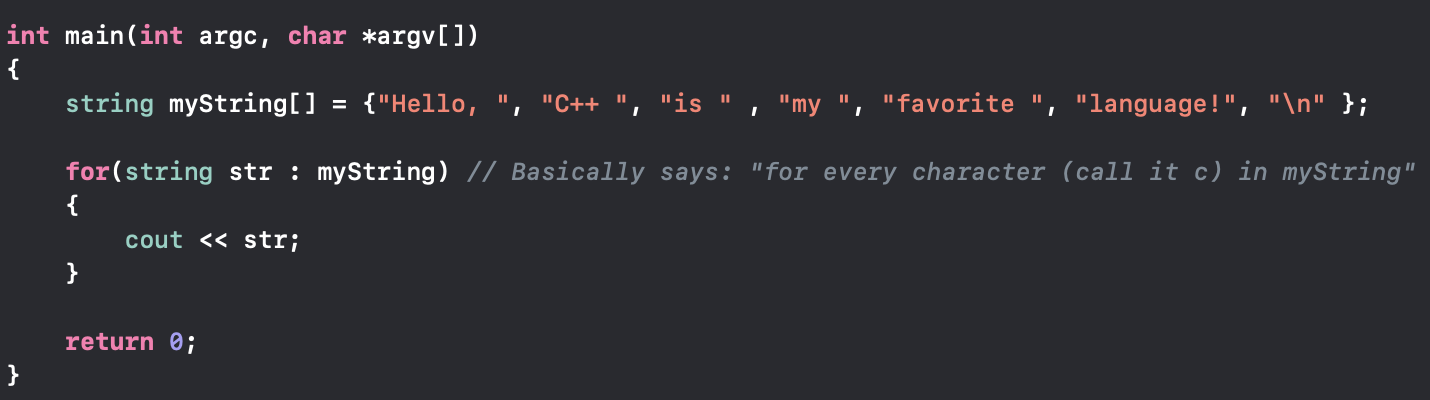 int main(int argc, char *argv[])
{
    string myString[] = {"Hello, ", "C++ ", "is " , "my ", "favorite ", "language!", "\n" };

    for(string str : myString) // Basically says: "for every character (call it c) in myString"
    {
        cout << str;
    }

    return 0;
}